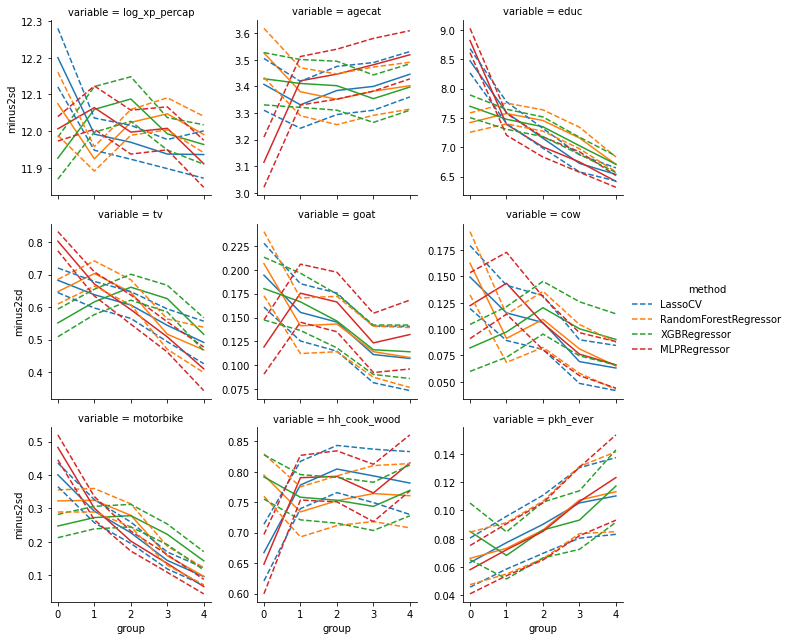 variable = log_xp_percap
variable = agecat
variable = educ
12.3
12.2
12.1
12.0
11.9
minus2sd
3.6
3.5
3.4
3.3
3.2
3.1
3.0
9.0
8.5
8.0
7.5
7.0
6.5
variable = tv
variable = goat
variable = cow
0.8
0.7
0.6
0.5
0.4
minus2sd
0.225
0.200
0.175
0.150
0.125
0.100
0.075
0.175
0.150
0.125
0.100
0.075
0.050
method
LassoCV
RandomForestRegressor
XGBRegressor
MLPRegressor
variable = motorbike
variable = hh_cook_wood
variable = pkh_ever
0.5
0.4
0.3
0.2
0.1
minus2sd
0.85
0.80
0.75
0.70
0.65
0.60
0.14
0.12
0.10
0.08
0.06
0.04
0 1 2 3 4
group
0 1 2 3 4
group
0 1 2 3 4
group